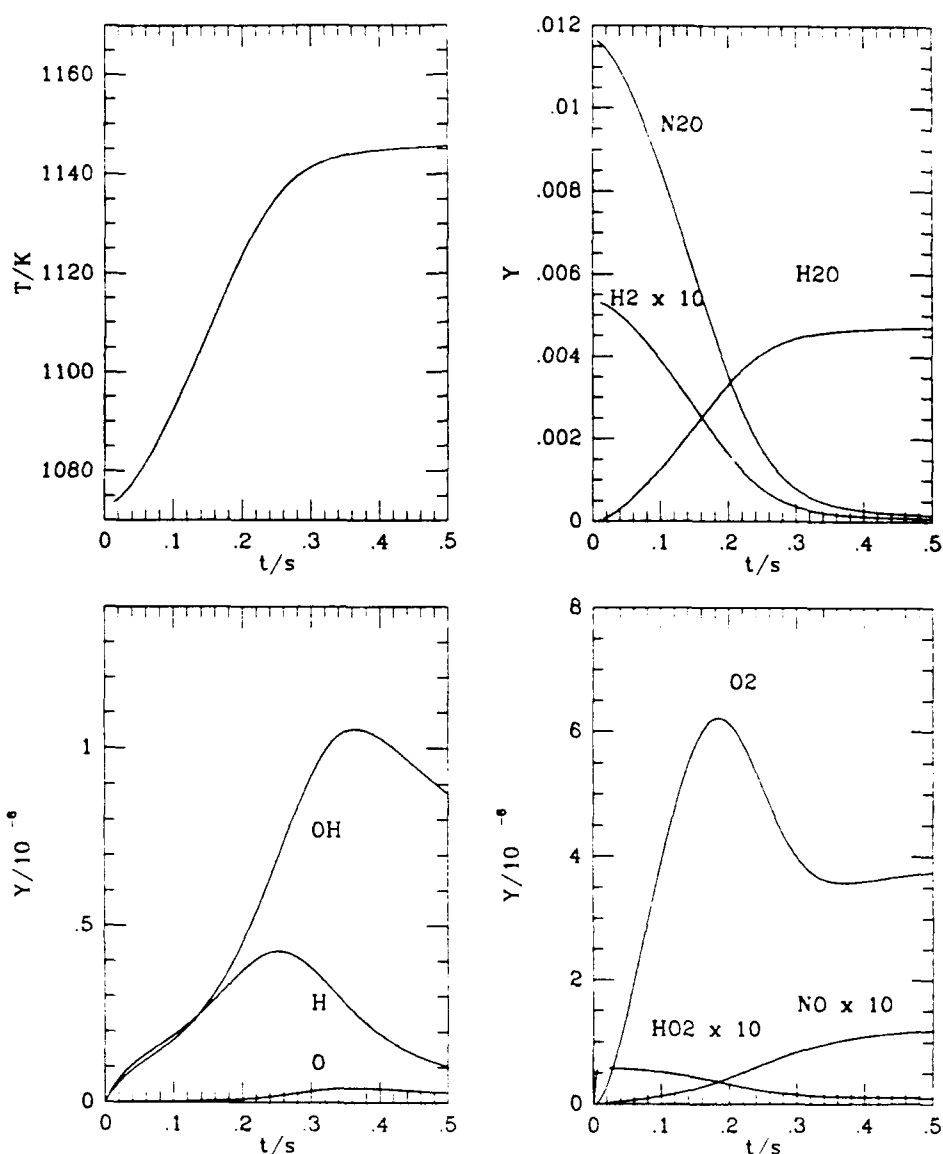 1160
1140
1120
1100
1080
T/K
0 .1 .2 .3 .4 .5
t/s
.012
.01
.008
.006
.004
.002
0
Y
N2O
H2O
H2 x 10
0 .1 .2 .3 .4 .5
t/s
1
.5
0
Y/10 -6
OH
H
O
0 .1 .2 .3 .4 .5
t/s
8
6
4
2
0
Y/10 -6
O2
NO x 10
HO2 x 10
0 .1 .2 .3 .4 .5
t/s